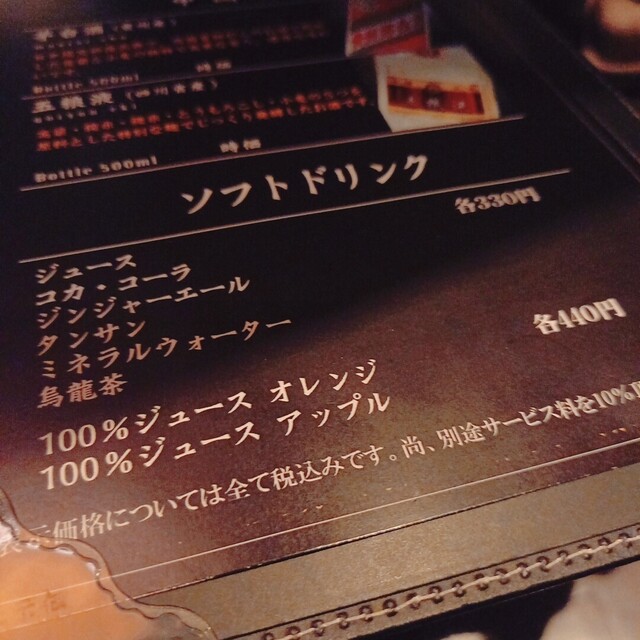 時価
Bottle 500ml
五粮液
Bottle 500ml
時価
ソフトドリンク
各330円
ジュース
コカ・コーラ
ジンジャーエール
タンサン
ミネラルウォーター
烏龍茶
各440円
100％ジュース オレンジ
100％ジュース アップル
価格については全て税込みです。尚、別途サービス料を10%